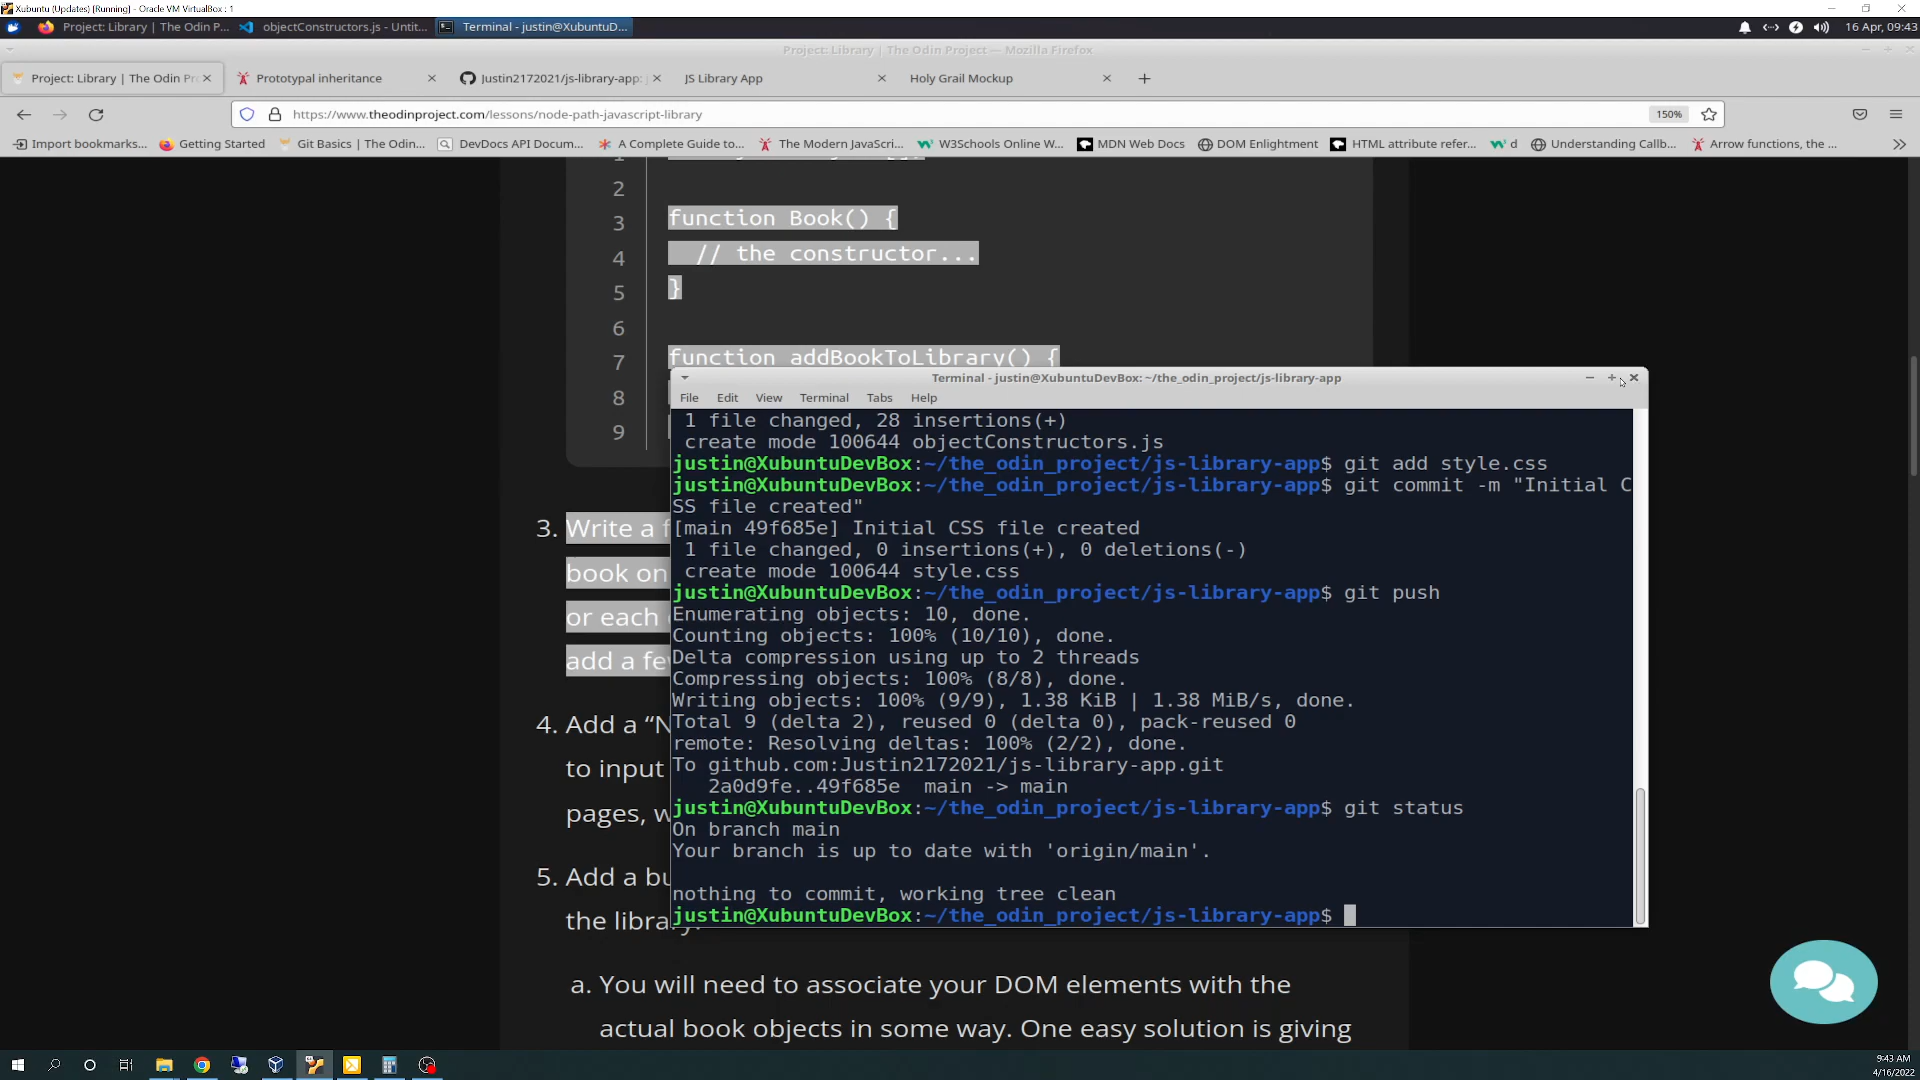 Xubuntu (Updates) [Running] - Oracle VM VirtualBox : 1
Project: Library | The Odin P...
objectConstructors.js - Untit...
Terminal - justin@XubuntuD...
16 Apr, 09:43
Project: Library | The Odin Project — Mozilla Firefox
Project: Library | The Odin Pr
Prototypal inheritance
Justin2172021/js-library-app:
JS Library App
Holy Grail Mockup
https://www.theodinproject.com/lessons/node-path-javascript-library
150%
Import bookmarks...
Getting Started
Git Basics | The Odin...
DevDocs API Docum...
A Complete Guide to...
The Modern JavaScri...
W3Schools Online W...
MDN Web Docs
DOM Enlightment
HTML attribute refer...
d
Understanding Callb...
Arrow functions, the ...
2
3 function Book() {
4 // the constructor...
5 }
6
7 function addBookToLibrary() {
8
9
3. Write a f
book on
or each
add a few
4. Add a “N
to input
pages, w
5. Add a bu
the library.
a. You will need to associate your DOM elements with the
actual book objects in some way. One easy solution is giving
Terminal - justin@XubuntuDevBox: ~/the_odin_project/js-library-app
File Edit View Terminal Tabs Help
1 file changed, 28 insertions(+)
create mode 100644 objectConstructors.js
justin@XubuntuDevBox:~/the_odin_project/js-library-app$ git add style.css
justin@XubuntuDevBox:~/the_odin_project/js-library-app$ git commit -m "Initial C
SS file created"
[main 49f685e] Initial CSS file created
1 file changed, 0 insertions(+), 0 deletions(-)
create mode 100644 style.css
justin@XubuntuDevBox:~/the_odin_project/js-library-app$ git push
Enumerating objects: 10, done.
Counting objects: 100% (10/10), done.
Delta compression using up to 2 threads
Compressing objects: 100% (8/8), done.
Writing objects: 100% (9/9), 1.38 KiB | 1.38 MiB/s, done.
Total 9 (delta 2), reused 0 (delta 0), pack-reused 0
remote: Resolving deltas: 100% (2/2), done.
To github.com:Justin2172021/js-library-app.git
2a0d9fe..49f685e main -> main
justin@XubuntuDevBox:~/the_odin_project/js-library-app$ git status
On branch main
Your branch is up to date with 'origin/main'.
nothing to commit, working tree clean
justin@XubuntuDevBox:~/the_odin_project/js-library-app$
9:43 AM
4/16/2022